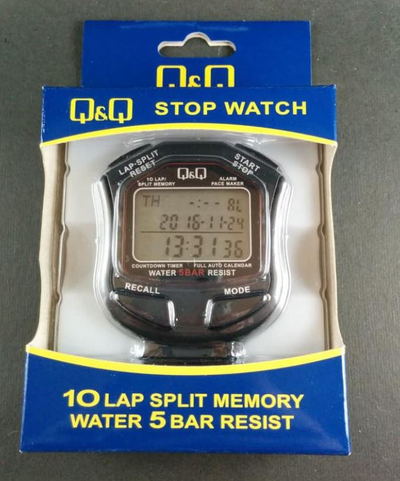 Q&Q
Q&Q STOP WATCH
LAP-SPLIT
RESET
START
STOP
Q&Q
10 LAP/
SPLIT MEMORY
ALARM
PACE MAKER
TH -:-- AL
2016-11-24
13:31 36
COUNTDOWN TIMER FULL AUTO CALENDAR
WATER 5BAR RESIST
RECALL MODE
10 LAP SPLIT MEMORY
WATER 5 BAR RESIST